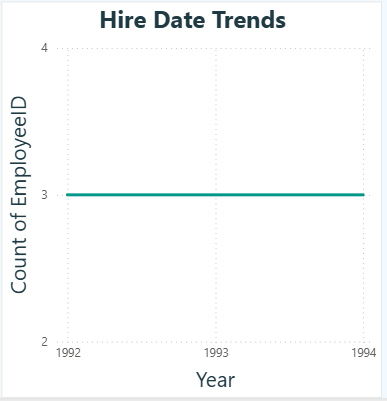 Hire Date Trends
4
3
2
Count of EmployeeID
1992 1993 1994
Year